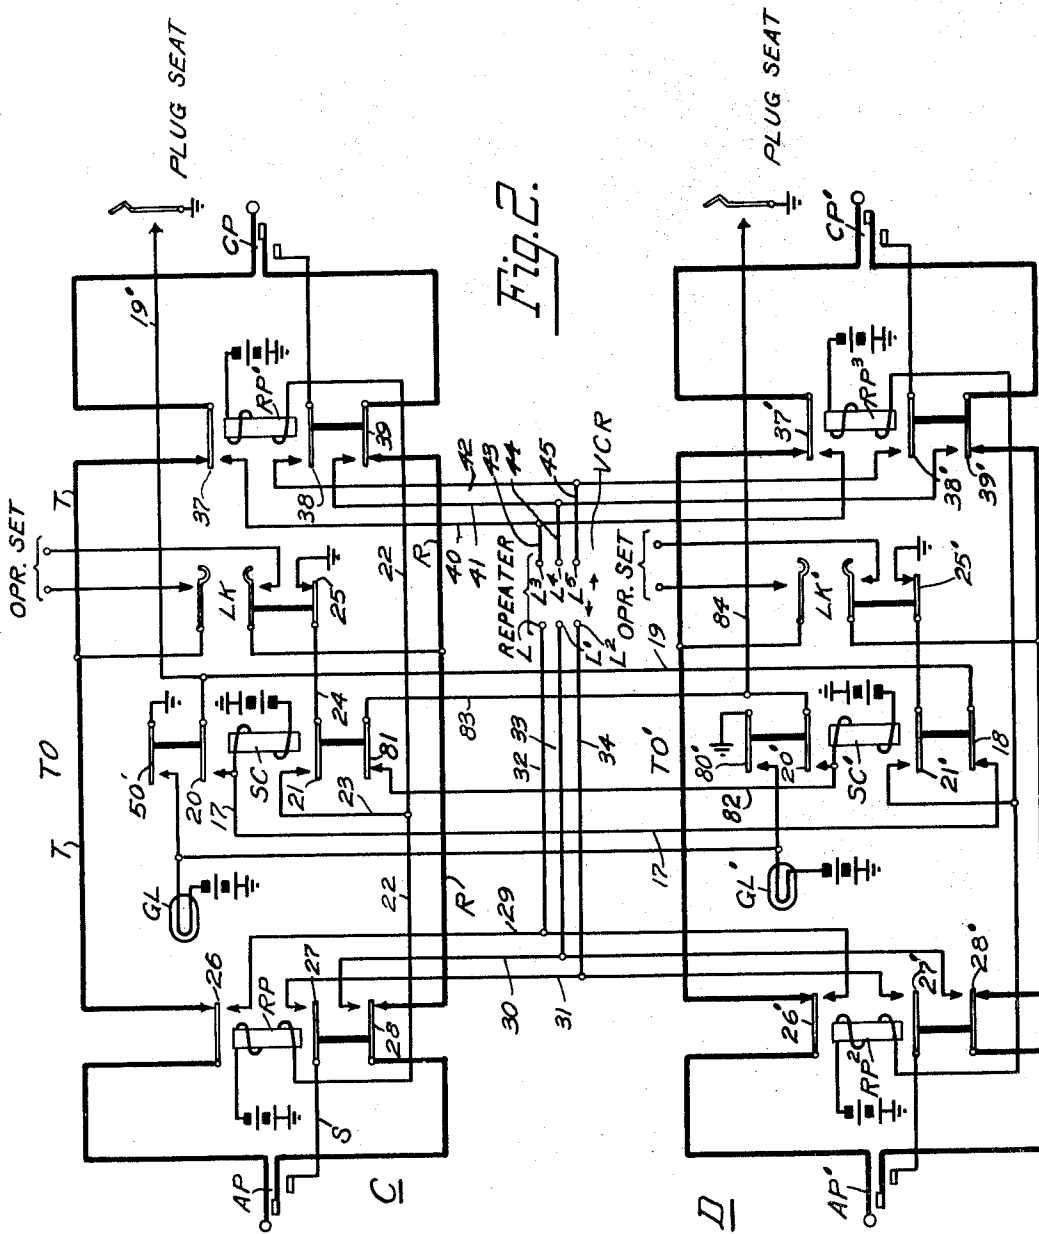 PLUG SEAT
OPR. SET
TO
T
T
19'
CP
AP
C
S
GL
50'
20
17
SC
21
24
23
81
25
LK
37
RP'
38
39
26
RP
27
28
22
22
R
R'
Fig. 2.
40
41
42
43
44
45
VCR
REPEATER
L
L'
L²
L³
L⁴
L⁵
29
30
31
32
33
34
83
82
84
19
17
PLUG SEAT
OPR. SET
TO'
CP'
AP'
D
GL'
80'
20'
SC'
21'
18
25'
LK'
37'
RP³
38'
39'
26'
RP²
27'
28'